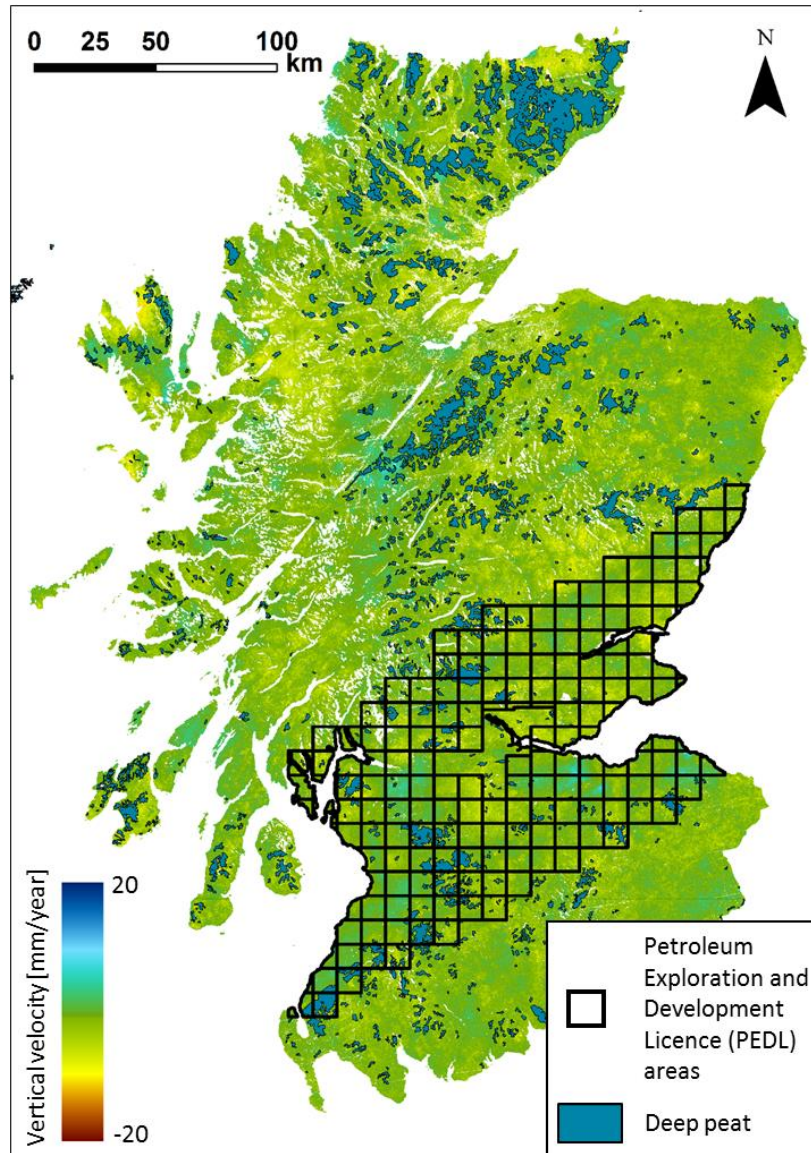 0 25 50 100
km
N
20
Vertical velocity [mm/year]
-20
Petroleum
Exploration and
Development
Licence (PEDL)
areas
Deep peat